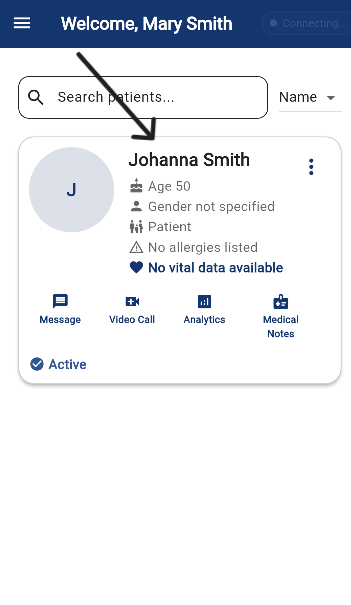 Welcome, Mary Smith
Connecting...
Search patients...
Name
J
Johanna Smith
Age 50
Gender not specified
Patient
No allergies listed
No vital data available
Message
Video Call
Analytics
Medical
Notes
Active